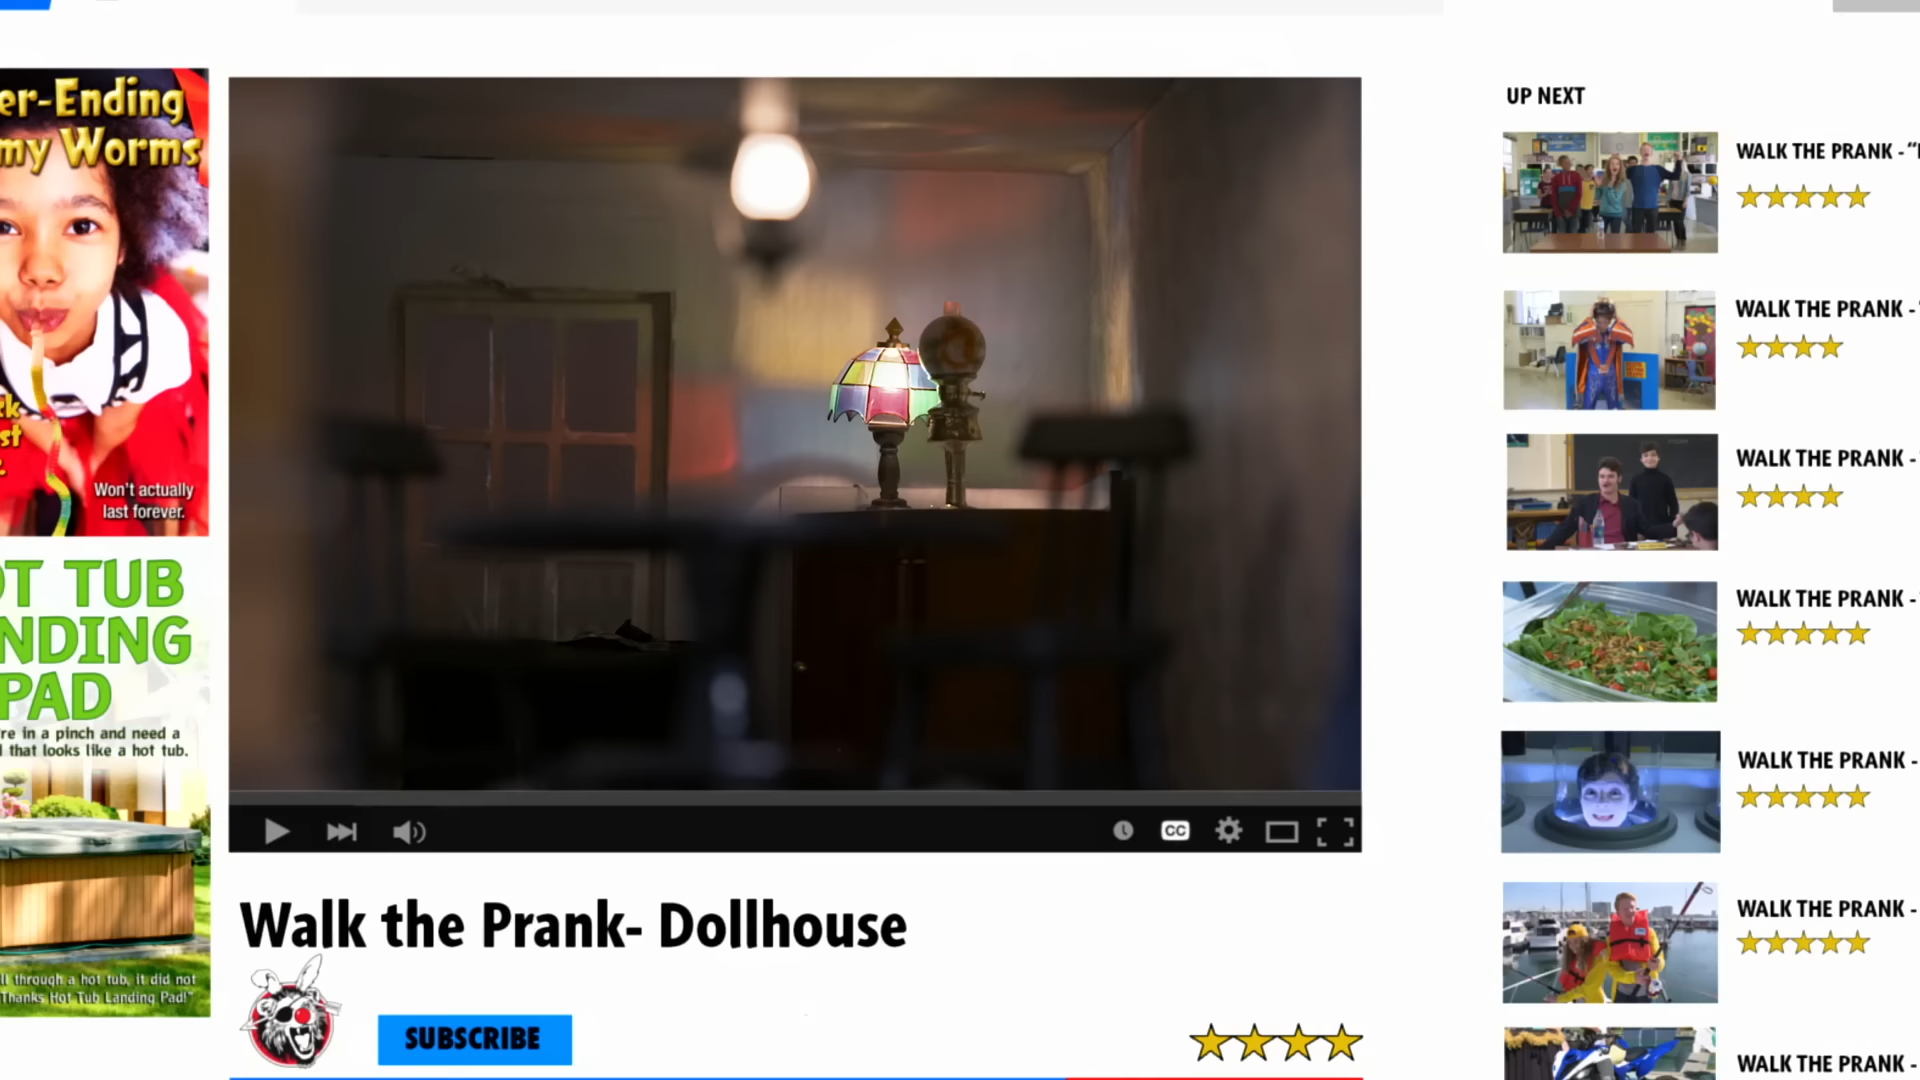 er-Ending
my Worms
Won't actually
last forever.
OT TUB
NDING
PAD
re in a pinch and need a
that looks like a hot tub.
ll through a hot tub, it did not
Thanks Hot Tub Landing Pad!"
CC
Walk the Prank- Dollhouse
SUBSCRIBE
UP NEXT
WALK THE PRANK - "
WALK THE PRANK -
WALK THE PRANK -
WALK THE PRANK -
WALK THE PRANK -
WALK THE PRANK -
WALK THE PRANK -